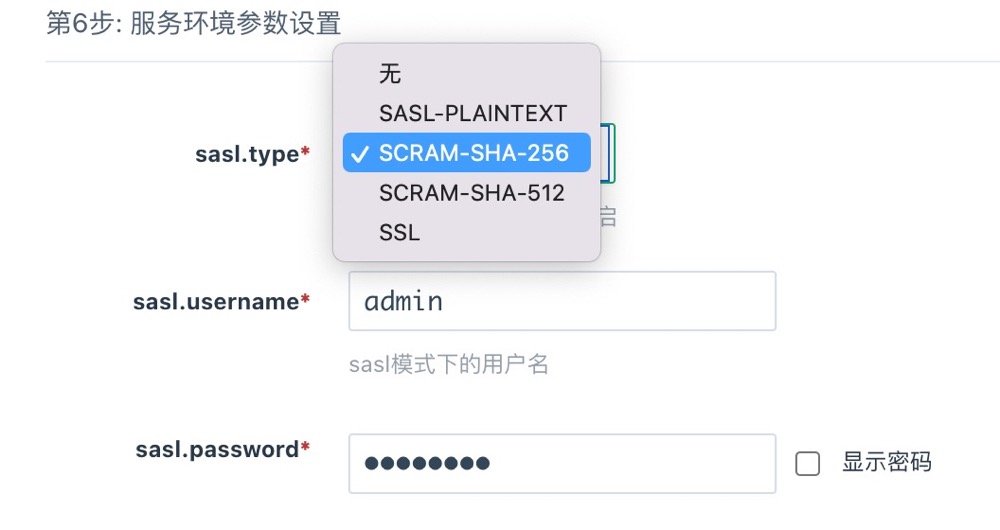 第6步: 服务环境参数设置
无
SASL-PLAINTEXT
sasl.type*
SCRAM-SHA-256
SCRAM-SHA-512
启
SSL
sasl.username*
admin
sasl模式下的用户名
sasl.password*
显示密码